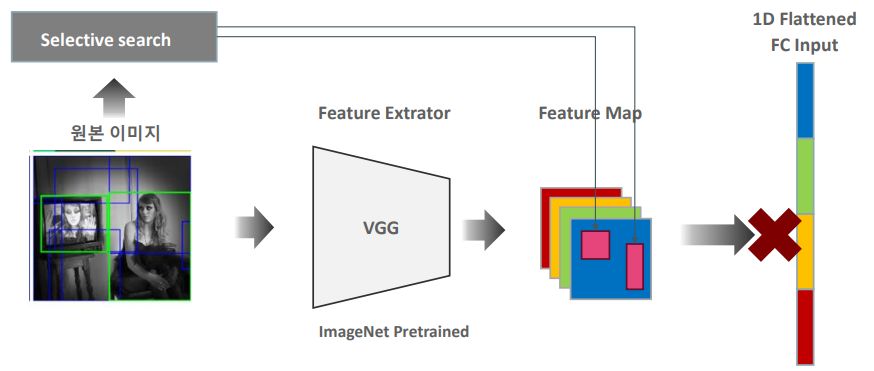 Selective search
원본 이미지
Feature Extrator
VGG
ImageNet Pretrained
Feature Map
1D Flattened
FC Input